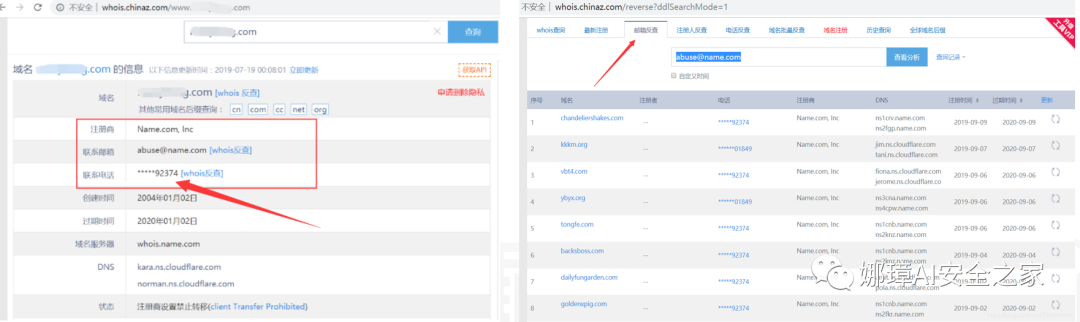 不安全 | whois.chinaz.com/www.
.com
.com
查询
域名 .com 的信息 以下信息更新时间：2019-07-19 00:08:01 立即更新
获取API
域名
.com [whois 反查]
申请删除隐私
其他常用域名后缀查询： cn com cc net org
注册商 Name.com, Inc
联系邮箱 abuse@name.com [whois反查]
联系电话 *****92374 [whois反查]
创建时间 2004年01月02日
过期时间 2020年01月02日
域名服务器 whois.name.com
DNS kara.ns.cloudflare.com
norman.ns.cloudflare.com
状态 注册商设置禁止转移(client Transfer Prohibited)
不安全 | whois.chinaz.com/reverse?ddlSearchMode=1
whois查询 最新注册 邮箱反查 注册人反查 电话反查 域名批量反查 域名注册 历史查询 全球域名后缀
升级
工具VIP
abuse@name.com
查看分析
查询记录
自定义时间
序号 域名 注册者 电话 注册商 DNS 注册时间 过期时间 更新
1 chandeliershakes.com ... *****92374 Name.com, Inc ns1crv.name.com 2019-09-09 2020-09-09
ns2fgp.name.com
2 kkkm.org ... ******01849 Name.com, Inc jim.ns.cloudflare.com 2019-09-07 2020-09-07
tani.ns.cloudflare.com
3 vbt4.com ... *****92374 Name.com, Inc fiona.ns.cloudflare.com 2019-09-06 2020-09-06
jerome.ns.cloudflare.co
4 ybyx.org ... ******01849 Name.com, Inc ns3cna.name.com 2019-09-06 2020-09-06
ns4cpw.name.com
5 tongfe.com ... *****92374 Name.com, Inc ns1cnb.name.com 2019-09-06 2020-09-06
ns2knz.name.com
6 backsboss.com ... *****92374 Name.com, Inc ns1cnb.name.com 2019-09-06 2020-09-06
ns2knz.name.com
7 dailyfungarden.com ... *****92374 Name.com, Inc
pola.ns.cloudflare.com
8 goldenspig.com ... *****92374 Name.com, Inc ns1cnb.name.com 2019-09-02 2020-09-02
ns2fkr.name.com
娜璋AI安全之家